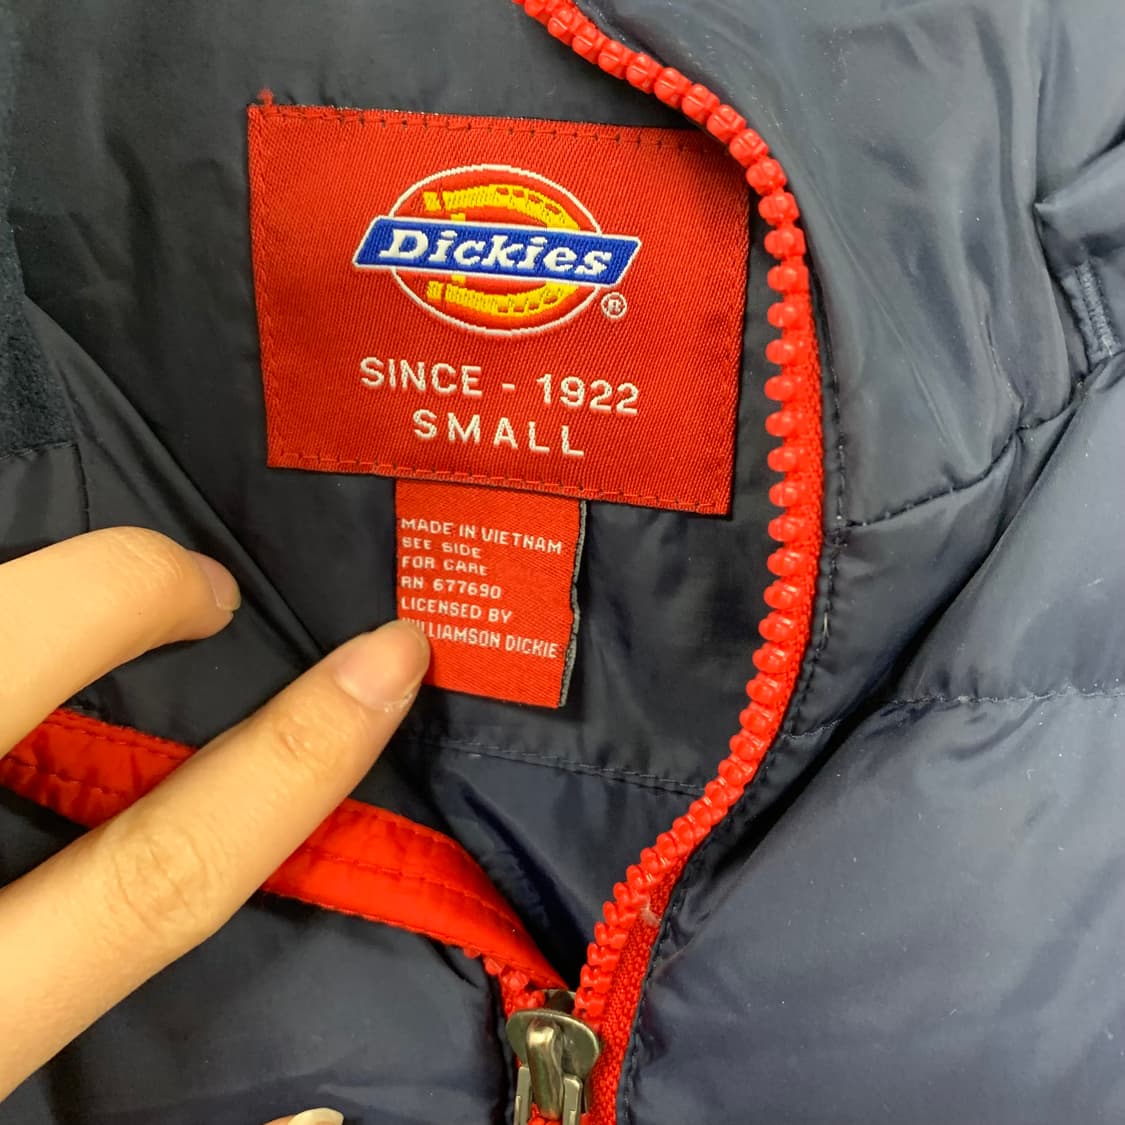 Dickies
®
SINCE - 1922
SMALL
MADE IN VIETNAM
SEE SIDE
FOR CARE
RN 677690
LICENSED BY
WILLIAMSON DICKIE